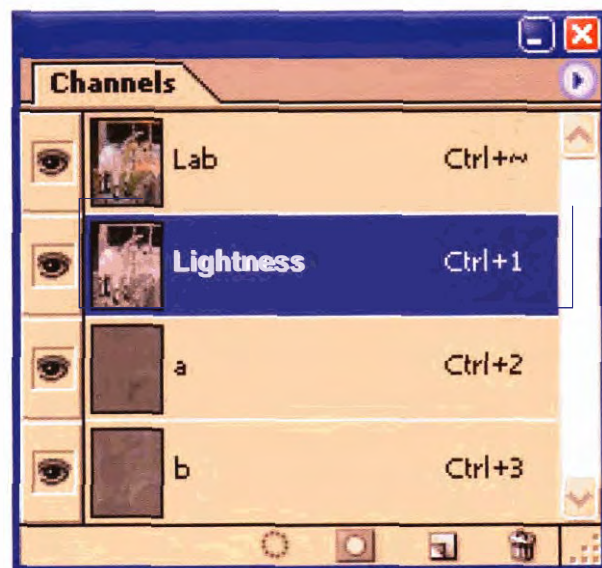 Channels
Lab Ctrl+~
Lightness Ctrl+1
a Ctrl+2
b Ctrl+3